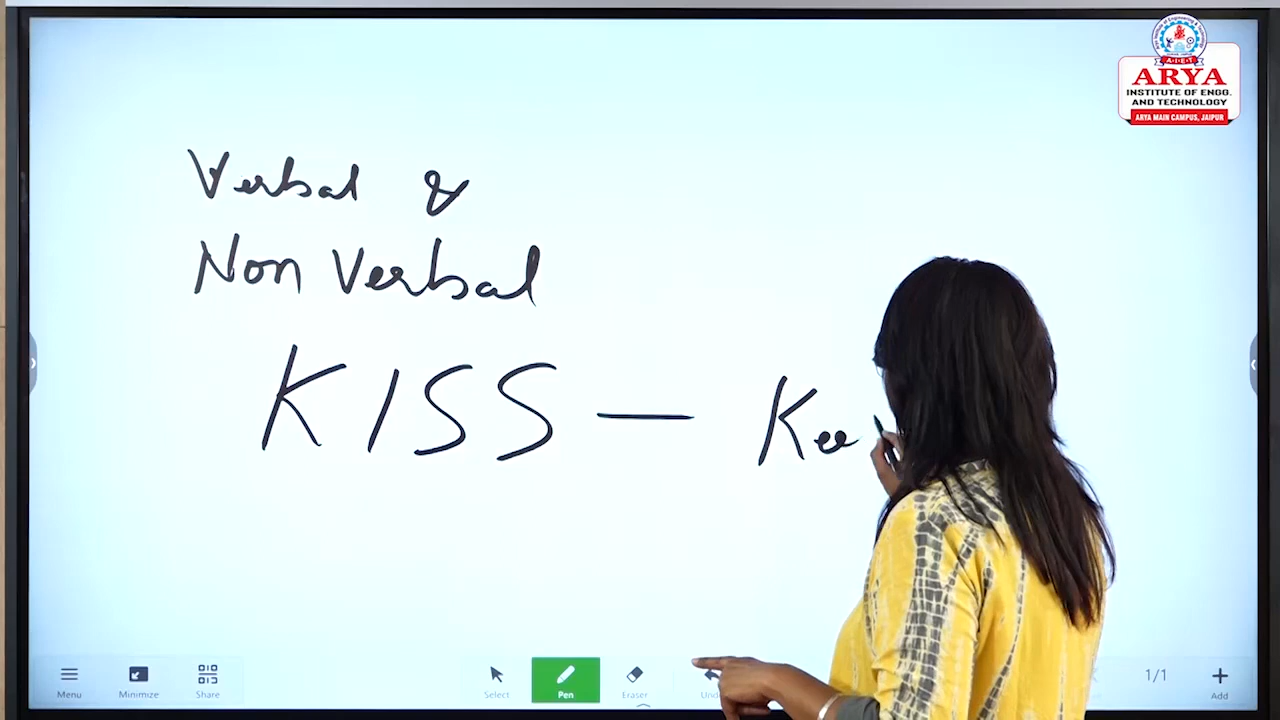 Verbal &
Non Verbal
KISS — Kee
A.I.E.T
ARYA
INSTITUTE OF ENGG.
AND TECHNOLOGY
ARYA MAIN CAMPUS, JAIPUR
Menu
Minimize
Share
Select
Pen
Eraser
1/1
Add